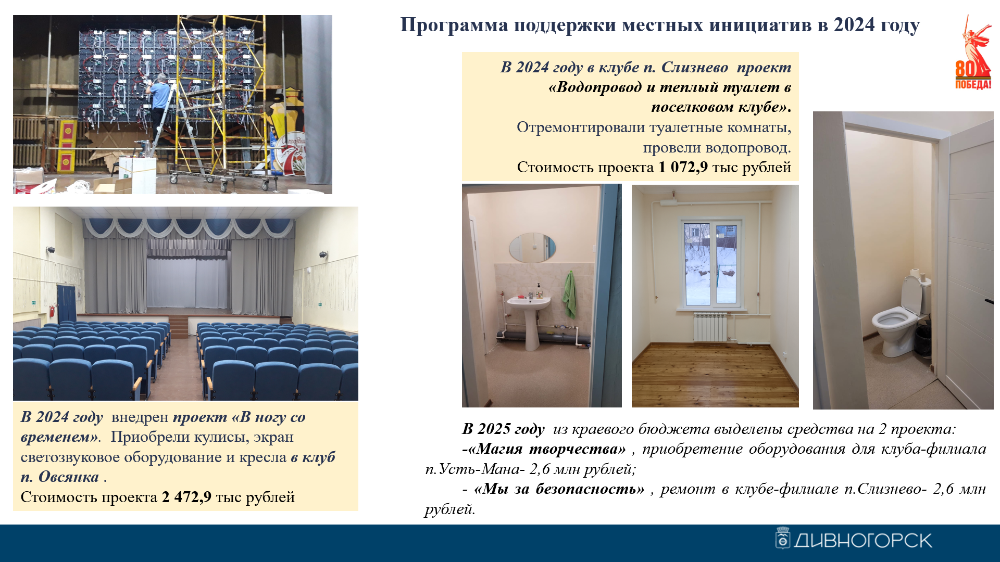 Программа поддержки местных инициатив в 2024 году
80
ПОБЕДА!
В 2024 году в клубе п. Слизнево проект
«Водопровод и теплый туалет в
поселковом клубе».
Отремонтировали туалетные комнаты,
провели водопровод.
Стоимость проекта 1 072,9 тыс рублей
В 2024 году внедрен проект «В ногу со
временем». Приобрели кулисы, экран
светозвуковое оборудование и кресла в клуб
п. Овсянка .
Стоимость проекта 2 472,9 тыс рублей
В 2025 году из краевого бюджета выделены средства на 2 проекта:
-«Магия творчества» , приобретение оборудования для клуба-филиала
п.Усть-Мана- 2,6 млн рублей;
- «Мы за безопасность» , ремонт в клубе-филиале п.Слизнево- 2,6 млн
рублей.
ДИВНОГОРСК